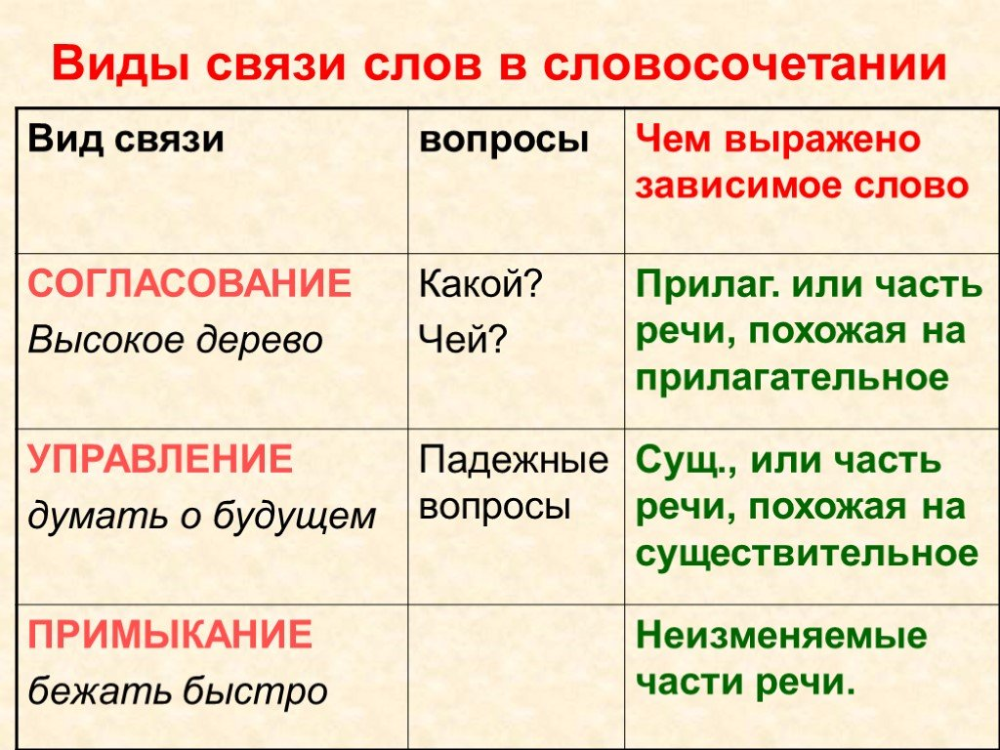 Виды связи слов в словосочетании
Вид связи
вопросы
Чем выражено
зависимое слово
СОГЛАСОВАНИЕ
Высокое дерево
Какой?
Чей?
Прилаг. или часть
речи, похожая на
прилагательное
УПРАВЛЕНИЕ
думать о будущем
Падежные
вопросы
Сущ., или часть
речи, похожая на
существительное
ПРИМЫКАНИЕ
бежать быстро
Неизменяемые
части речи.